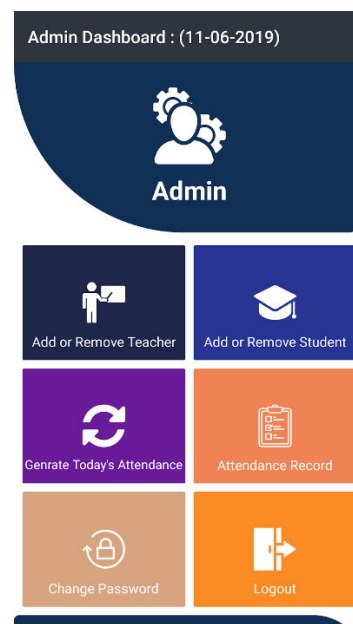 Admin Dashboard : (11-06-2019)
Admin
Add or Remove Teacher
Add or Remove Student
Genrate Today's Attendance
Attendance Record
Change Password
Logout